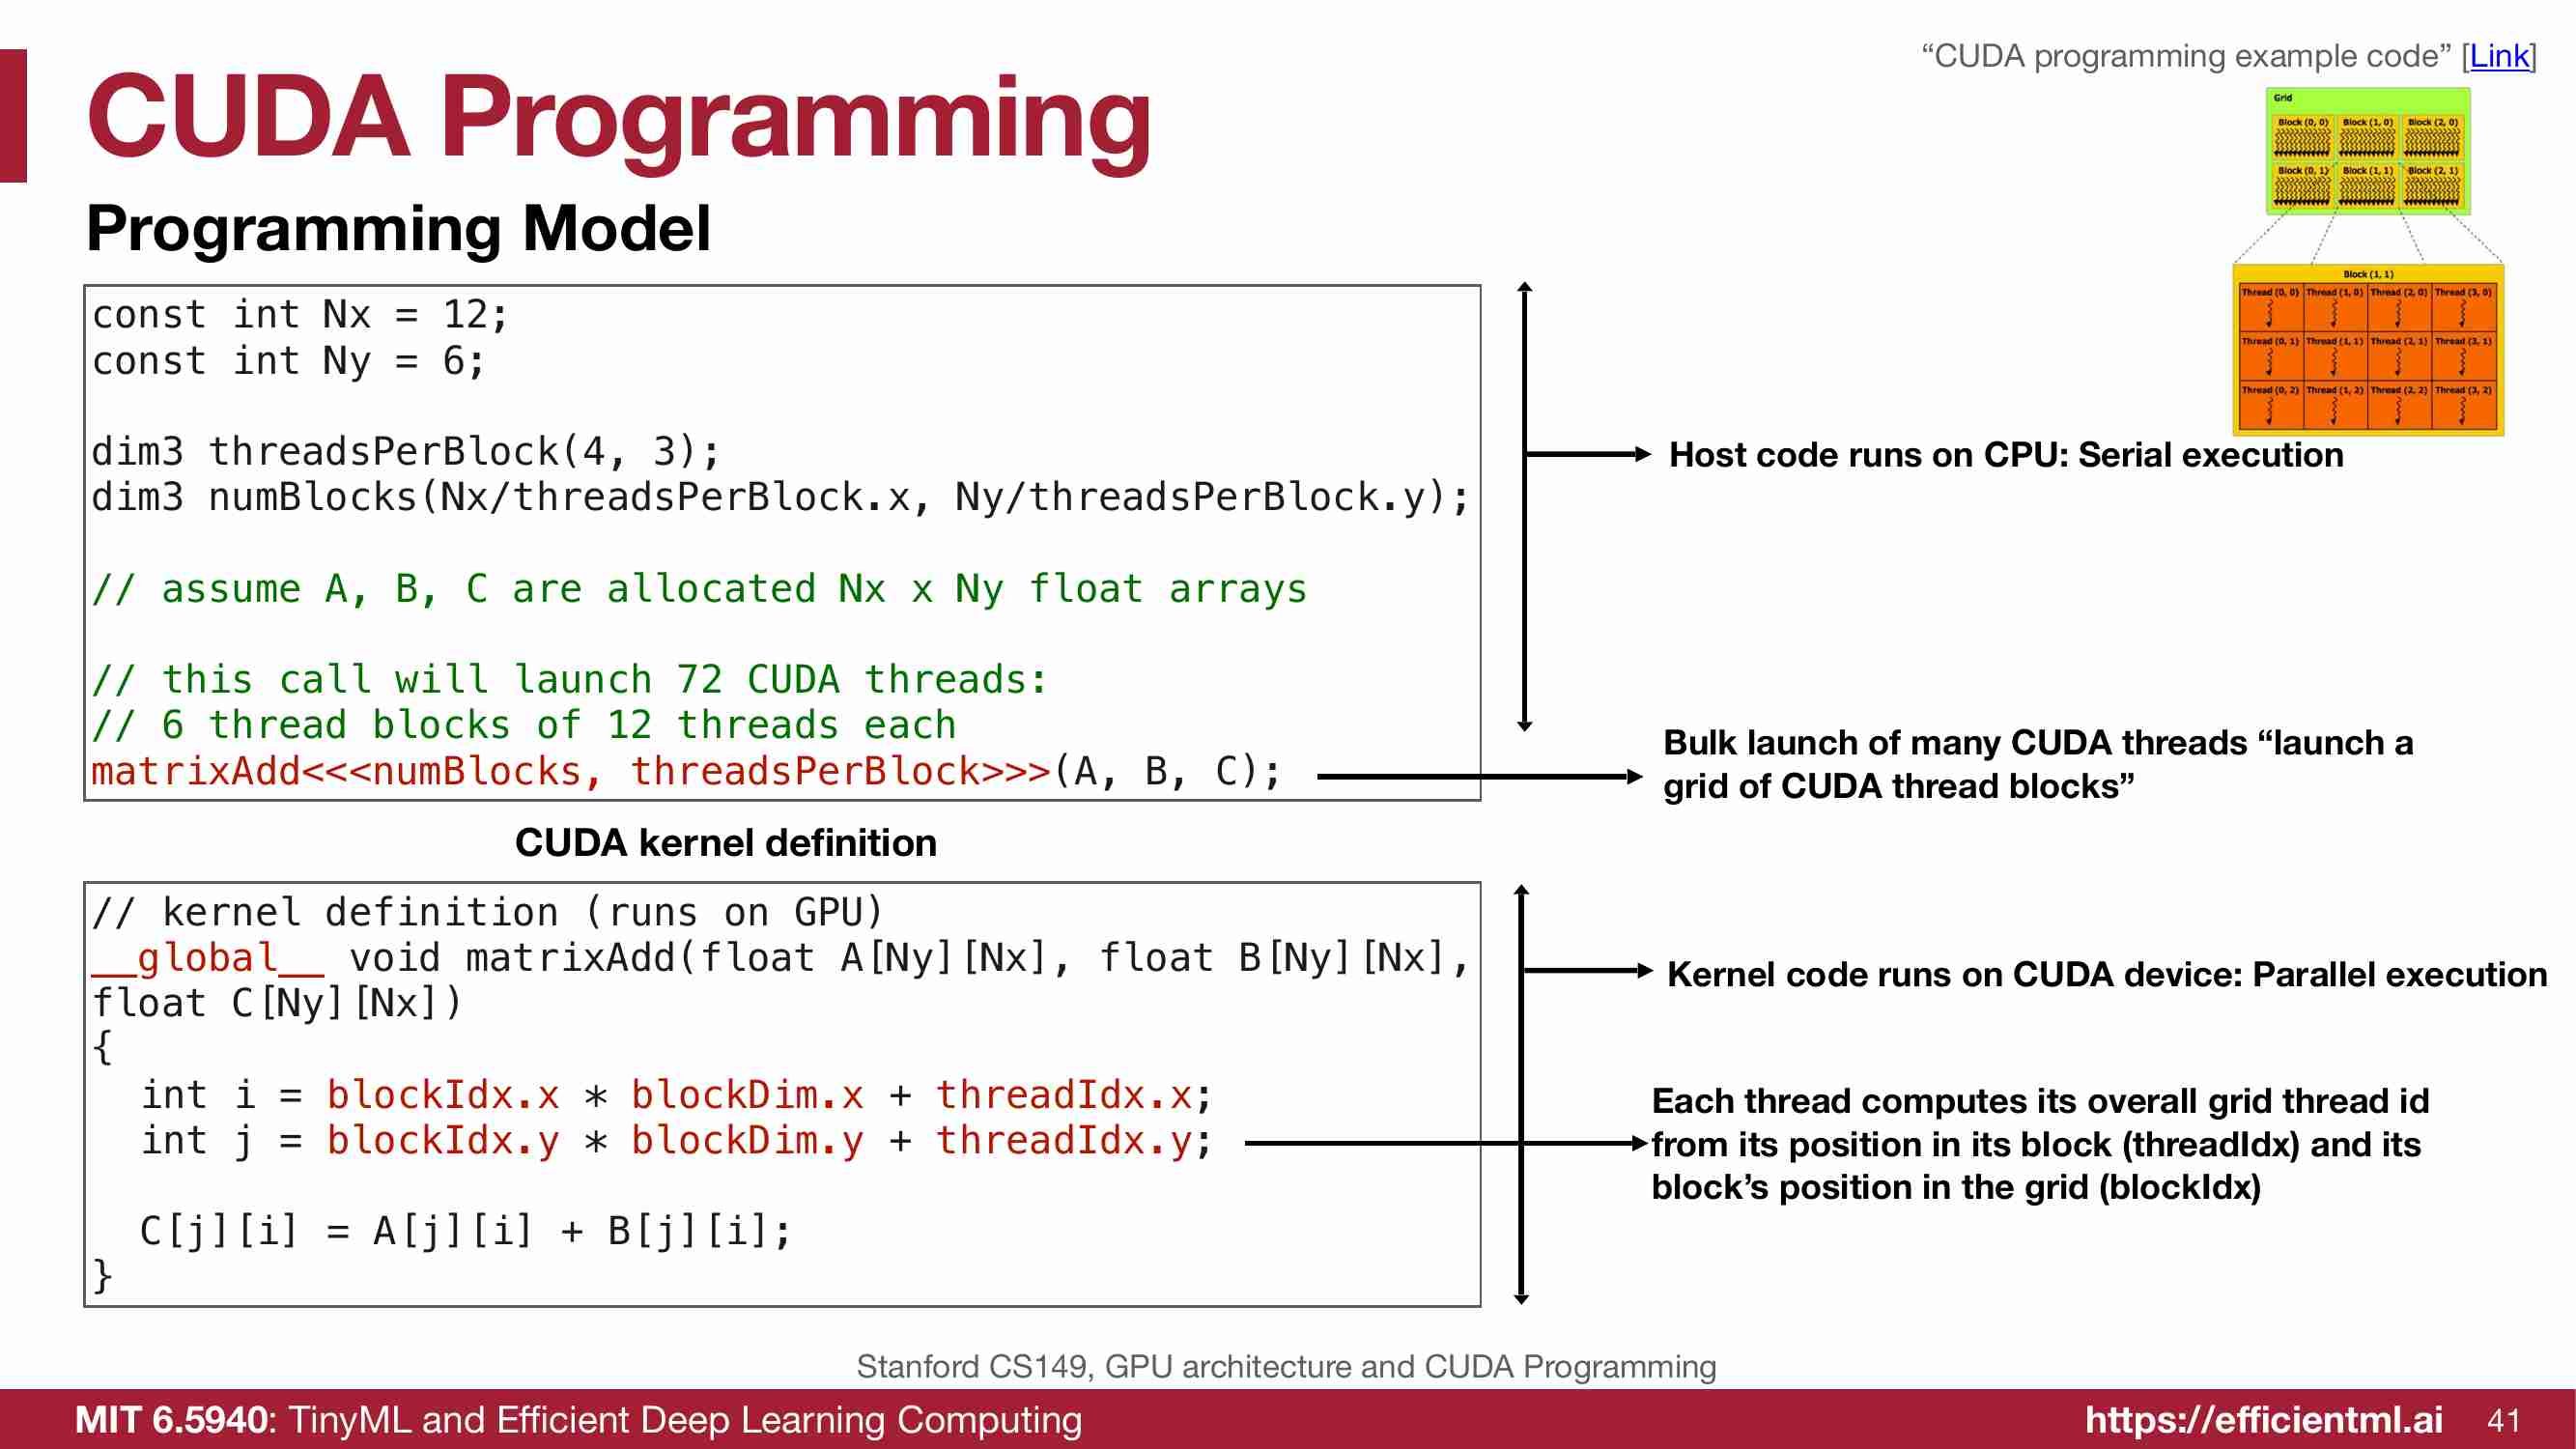 “CUDA programming example code” [Link]
CUDA Programming
Programming Model
Grid
Block (0, 0) Block (1, 0) Block (2, 0)
Block (0, 1) Block (1, 1) Block (2, 1)
Block (1, 1)
Thread (0, 0) Thread (1, 0) Thread (2, 0) Thread (3, 0)
Thread (0, 1) Thread (1, 1) Thread (2, 1) Thread (3, 1)
Thread (0, 2) Thread (1, 2) Thread (2, 2) Thread (3, 2)
const int Nx = 12;
const int Ny = 6;
dim3 threadsPerBlock(4, 3);
dim3 numBlocks(Nx/threadsPerBlock.x, Ny/threadsPerBlock.y);
// assume A, B, C are allocated Nx x Ny float arrays
// this call will launch 72 CUDA threads:
// 6 thread blocks of 12 threads each
matrixAdd<<<numBlocks, threadsPerBlock>>>(A, B, C);
Host code runs on CPU: Serial execution
Bulk launch of many CUDA threads “launch a
grid of CUDA thread blocks”
CUDA kernel definition
// kernel definition (runs on GPU)
__global__ void matrixAdd(float A[Ny][Nx], float B[Ny][Nx],
float C[Ny][Nx])
{
int i = blockIdx.x * blockDim.x + threadIdx.x;
int j = blockIdx.y * blockDim.y + threadIdx.y;
C[j][i] = A[j][i] + B[j][i];
}
Kernel code runs on CUDA device: Parallel execution
Each thread computes its overall grid thread id
from its position in its block (threadIdx) and its
block’s position in the grid (blockIdx)
Stanford CS149, GPU architecture and CUDA Programming
MIT 6.5940: TinyML and Efficient Deep Learning Computing
https://efficientml.ai 41